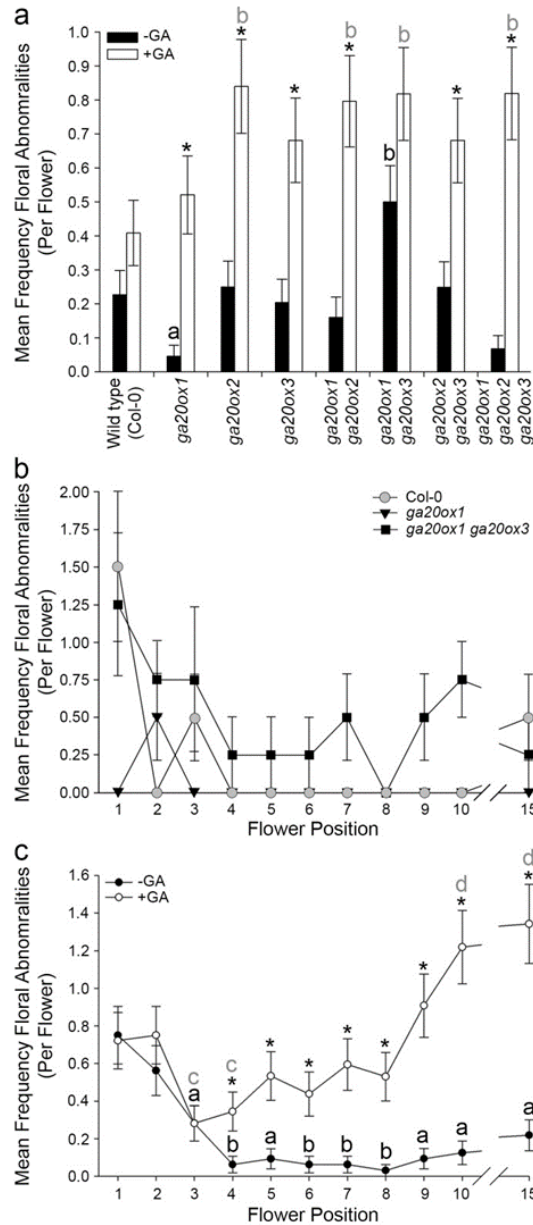 a
-GA
+GA
b
b
b
b
*
*
*
*
*
*
b
a
1.0
0.9
0.8
0.7
0.6
0.5
0.4
0.3
0.2
0.1
0.0
Mean Frequency Floral Abnomralities
(Per Flower)
Wild type
(Col-0)
ga20ox1
ga20ox2
ga20ox3
ga20ox1
ga20ox2
ga20ox1
ga20ox3
ga20ox2
ga20ox3
ga20ox1
ga20ox2
ga20ox3
b
Col-0
ga20ox1
ga20ox1 ga20ox3
2.00
1.75
1.50
1.25
1.00
0.75
0.50
0.25
0.00
Mean Frequency Floral Abnomralities
(Per Flower)
1 2 3 4 5 6 7 8 9 10 15
Flower Position
c
-GA
+GA
d
d
* *
*
c c
a * * * * *
b a b b b a a a
1.6
1.4
1.2
1.0
0.8
0.6
0.4
0.2
0.0
Mean Frequency Floral Abnomralities
(Per Flower)
1 2 3 4 5 6 7 8 9 10 15
Flower Position